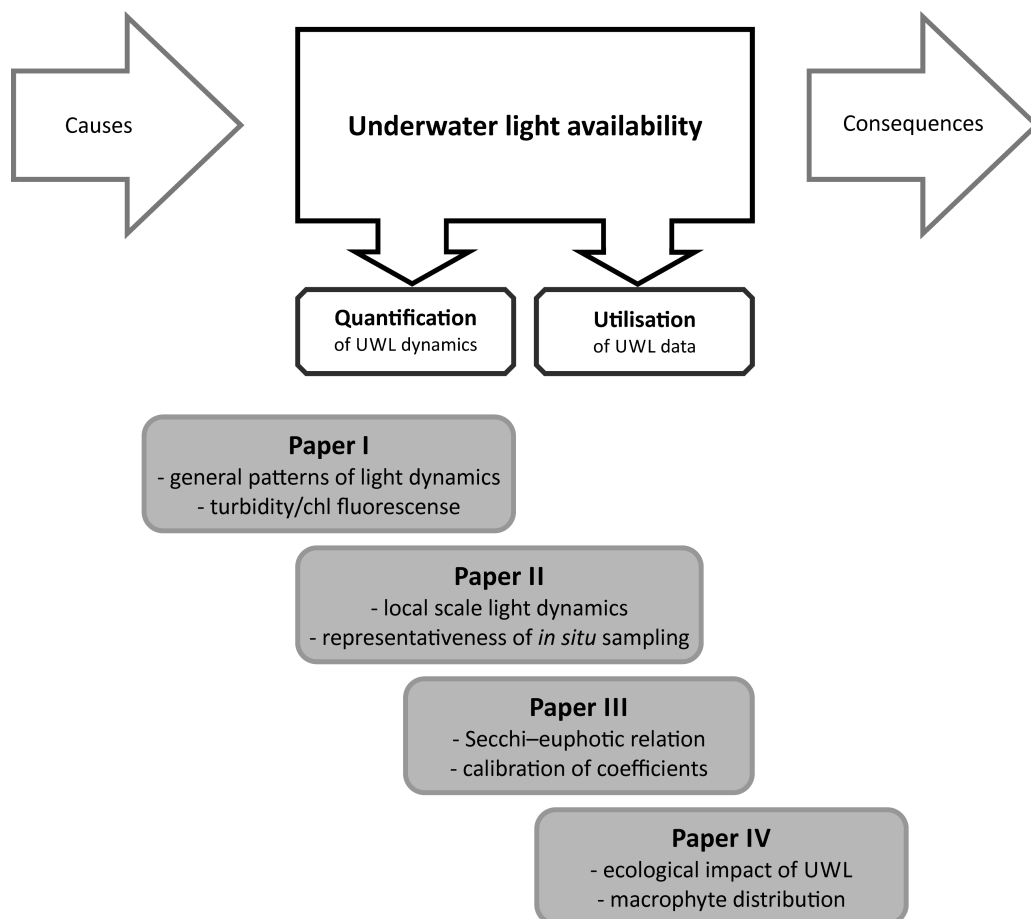 Causes
Underwater light availability
Consequences
Quantification
of UWL dynamics
Utilisation
of UWL data
Paper I
- general patterns of light dynamics
- turbidity/chl fluorescense
Paper II
- local scale light dynamics
- representativeness of in situ sampling
Paper III
- Secchi–euphotic relation
- calibration of coefficients
Paper IV
- ecological impact of UWL
- macrophyte distribution